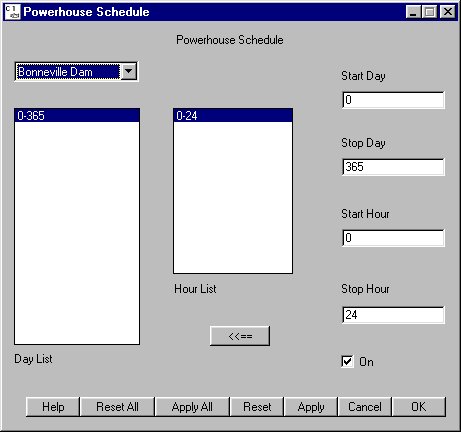 Powerhouse Schedule
Powerhouse Schedule
Bonneville Dam
Start Day
0
0-365
0-24
Stop Day
365
Start Hour
0
Hour List
Stop Hour
24
<<==
Day List
On
Help Reset All Apply All Reset Apply Cancel OK